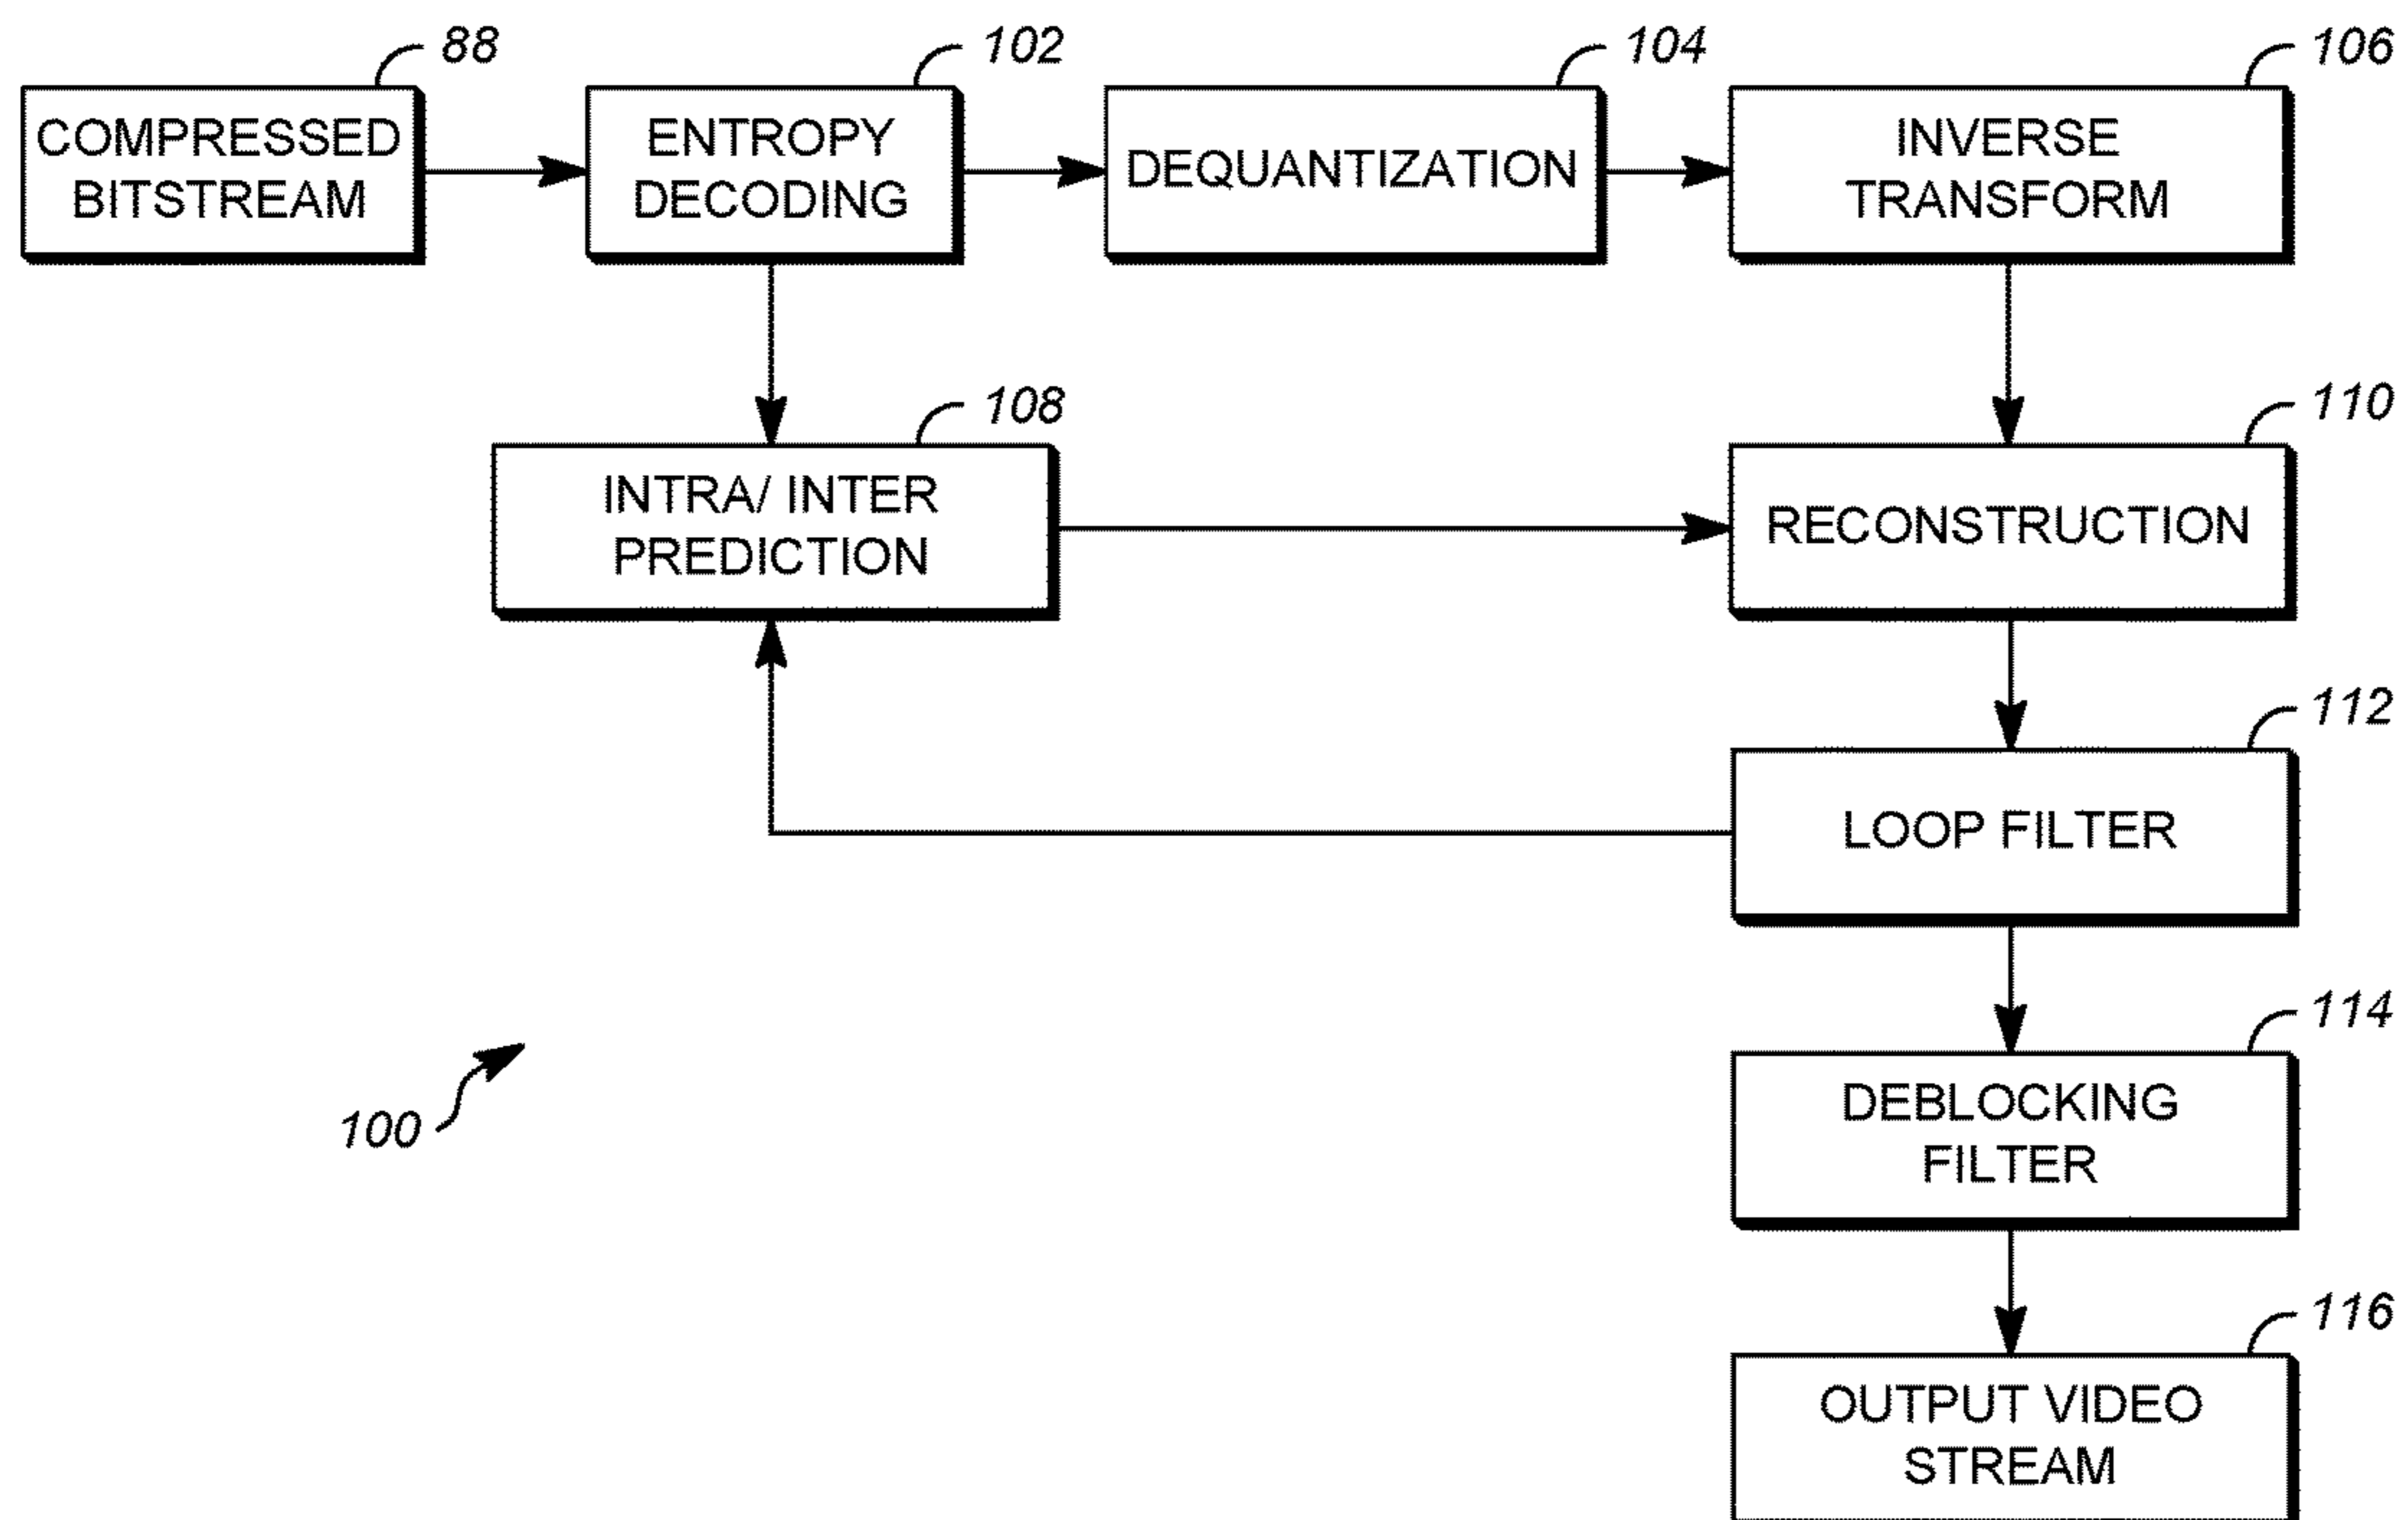 88
102
104
106
COMPRESSED
BITSTREAM
ENTROPY
DECODING
DEQUANTIZATION
INVERSE
TRANSFORM
108
110
INTRA/ INTER
PREDICTION
RECONSTRUCTION
112
LOOP FILTER
114
DEBLOCKING
FILTER
100
116
OUTPUT VIDEO
STREAM